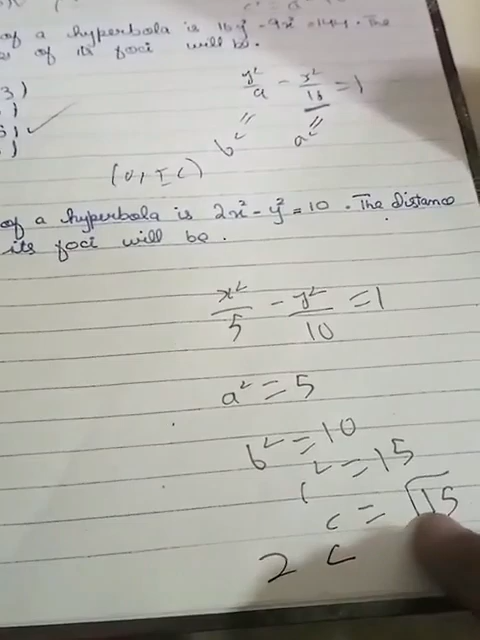 of a hyperbola is 16y² - 9x² = 144. The
of its foci will be.
3)
y²/9 - x²/16 = 1
b² a²
(0, ± c)
of a hyperbola is 2x² - y² = 10. The distance
its foci will be.
x²/5 - y²/10 = 1
a² = 5
b² = 10
c² = 15
c = √15
2 c